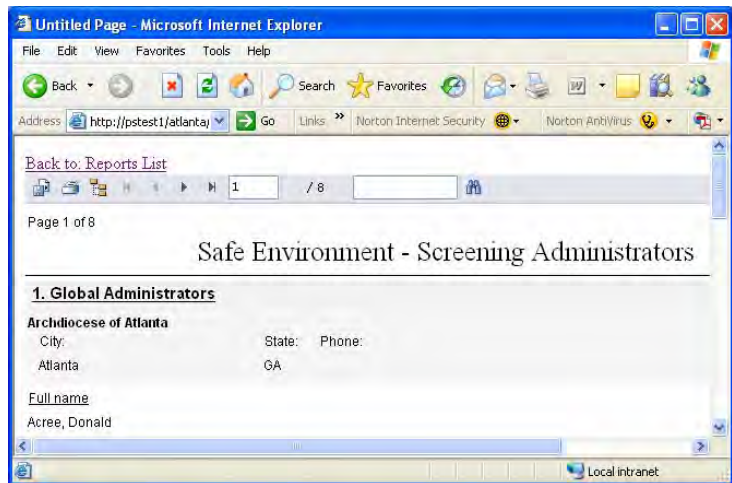 Untitled Page - Microsoft Internet Explorer
File Edit View Favorites Tools Help
Back Search Favorites
Address http://pstest1/atlanta/ Go Links » Norton Internet Security Norton AntiVirus
Back to: Reports List
1 / 8
Page 1 of 8
Safe Environment - Screening Administrators
1. Global Administrators
Archdiocese of Atlanta
City: State: Phone:
Atlanta GA
Full name
Acree, Donald
Local intranet